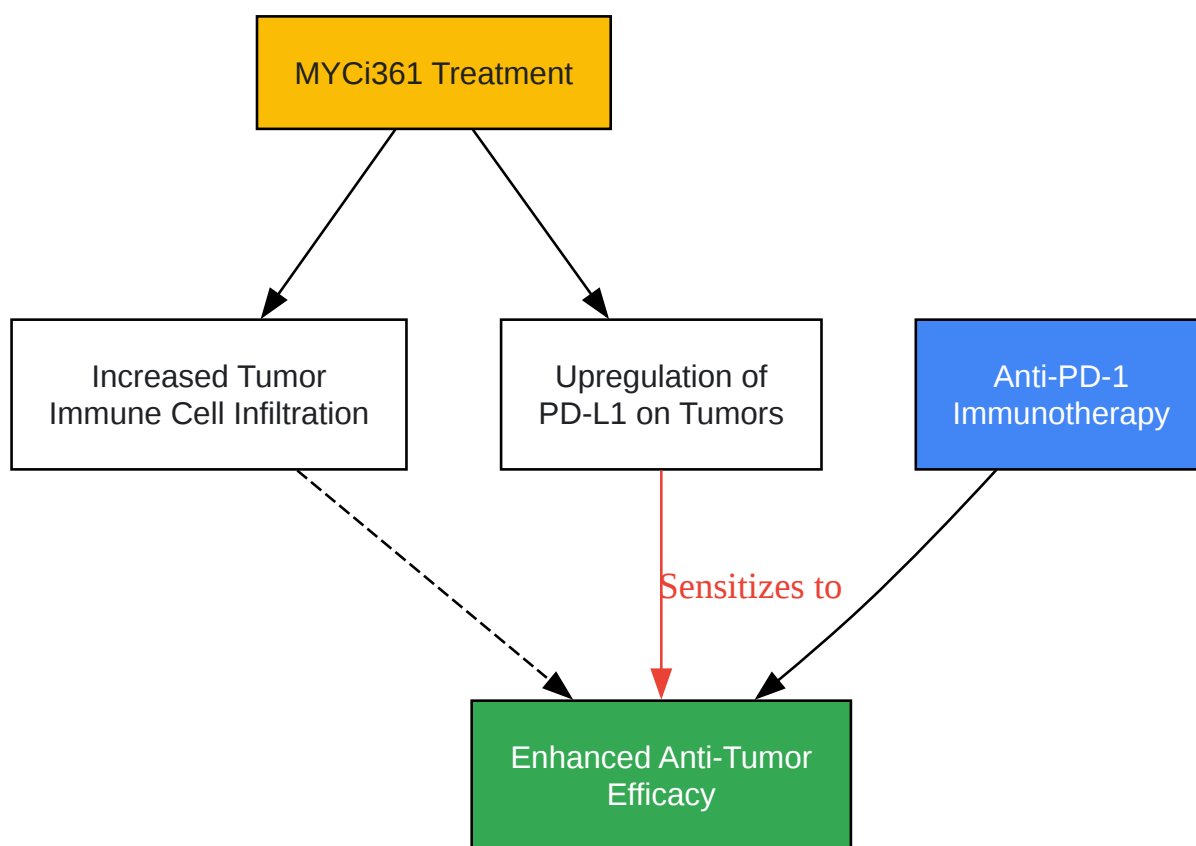 MYCi361 Treatment
Increased Tumor
Immune Cell Infiltration
Upregulation of
PD-L1 on Tumors
Anti-PD-1
Immunotherapy
Sensitizes to
Enhanced Anti-Tumor
Efficacy